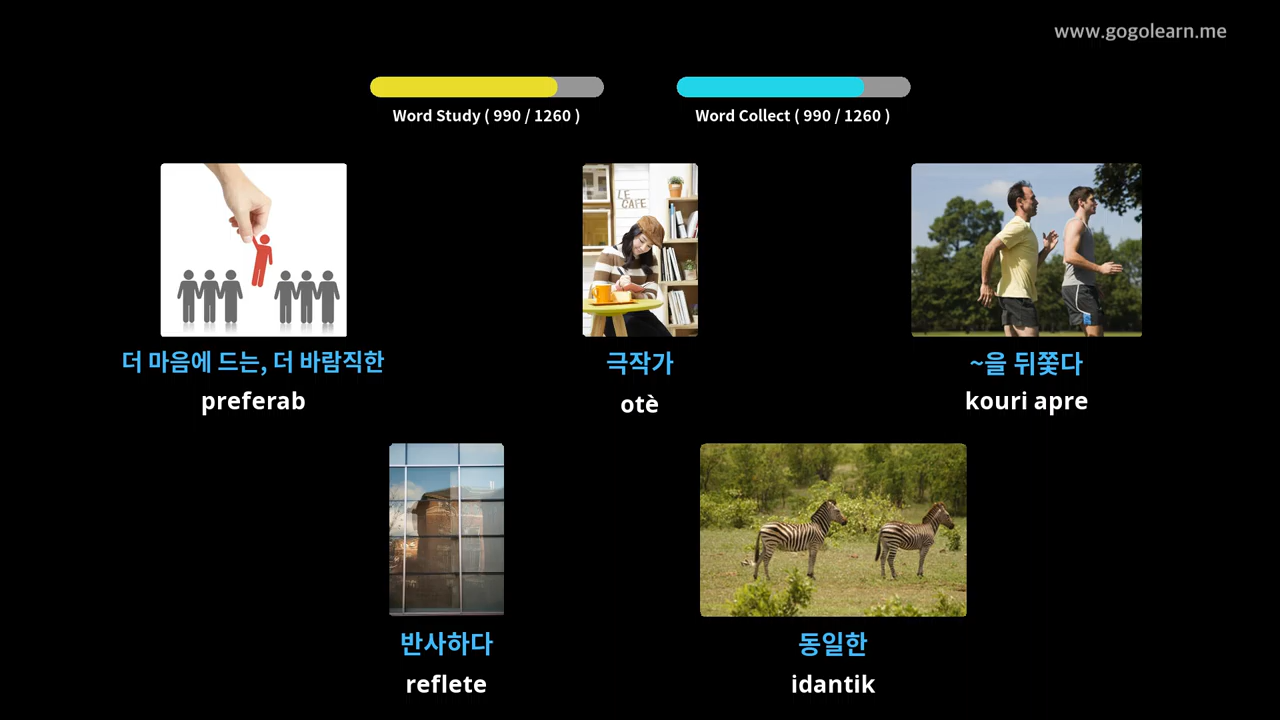 www.gogolearn.me
Word Study ( 990 / 1260 )
Word Collect ( 990 / 1260 )
LE CAFE
더 마음에 드는, 더 바람직한
preferab
극작가
otè
~을 뒤쫓다
kouri apre
반사하다
reflete
동일한
idantik